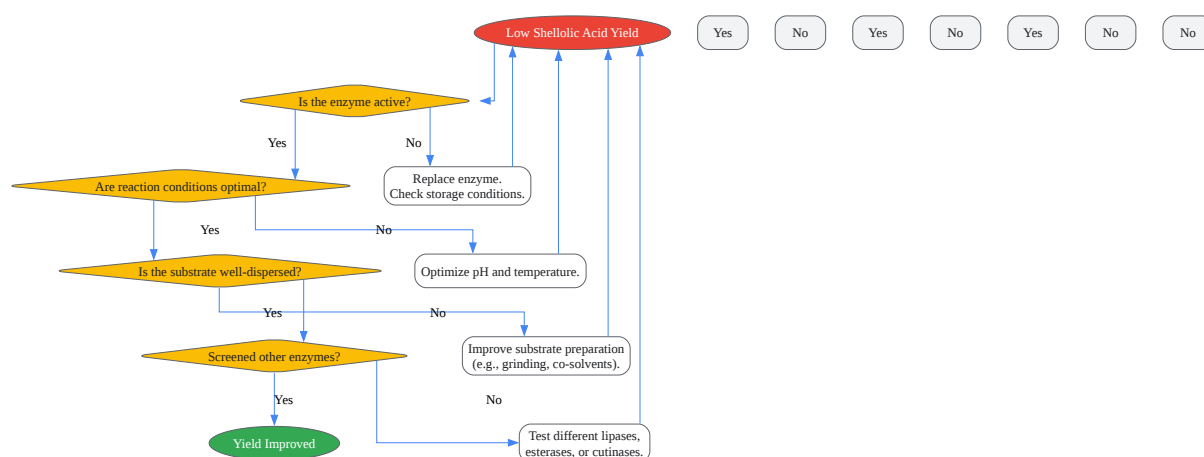 Low Shellolic Acid Yield
Yes
No
Yes
No
Yes
No
No
Is the enzyme active?
Yes
No
Replace enzyme.
Check storage conditions.
Are reaction conditions optimal?
Yes
No
Optimize pH and temperature.
Is the substrate well-dispersed?
Yes
No
Improve substrate preparation
(e.g., grinding, co-solvents).
Screened other enzymes?
Yes
No
Yield Improved
Test different lipases,
esterases, or cutinases.